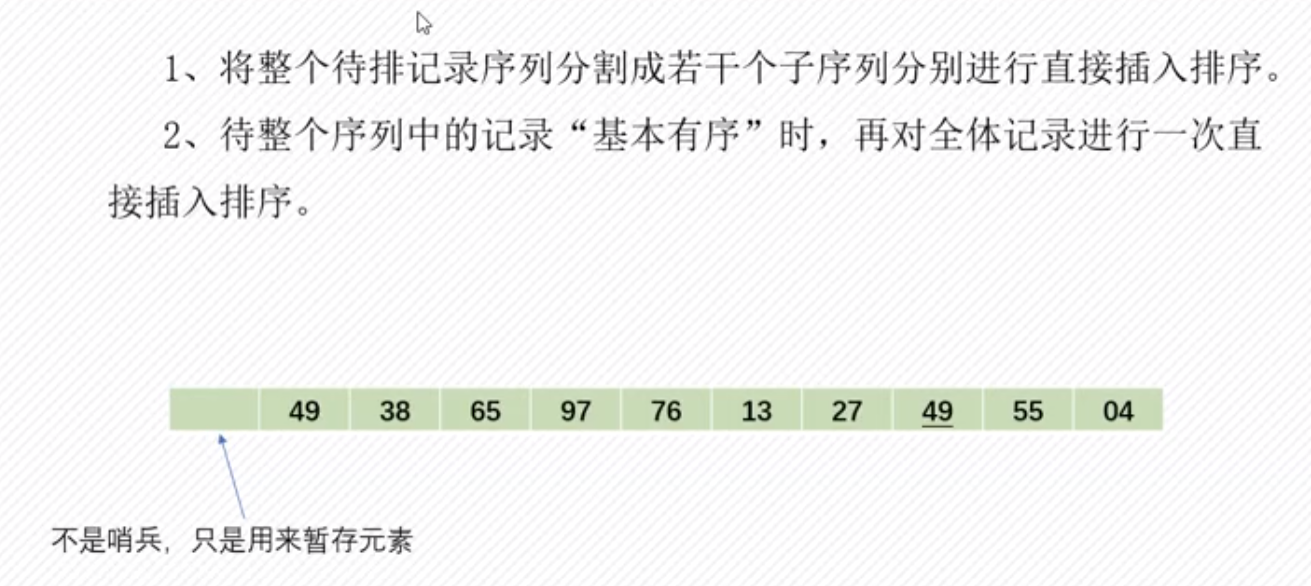 1、将整个待排记录序列分割成若干个子序列分别进行直接插入排序。
2、待整个序列中的记录“基本有序”时，再对全体记录进行一次直
接插入排序。
49 38 65 97 76 13 27 49 55 04
不是哨兵，只是用来暂存元素